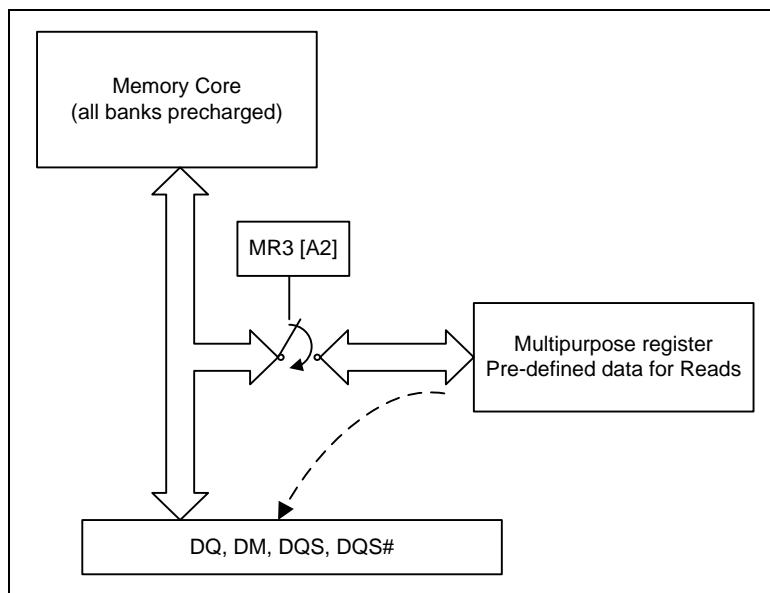 Memory Core
(all banks precharged)
MR3 [A2]
Multipurpose register
Pre-defined data for Reads
DQ, DM, DQS, DQS#